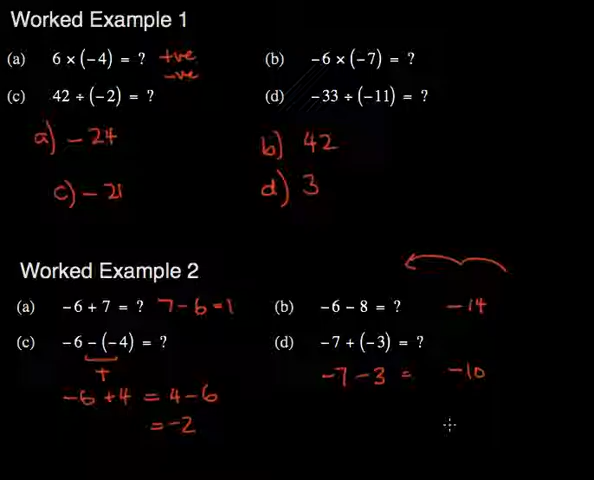 Worked Example 1
(a) 6 × (−4) = ? +ve (b) −6 × (−7) = ?
−ve
(c) 42 ÷ (−2) = ? (d) −33 ÷ (−11) = ?
a) −24 b) 42
c) −21 d) 3
Worked Example 2
(a) −6 + 7 = ? 7−6=1 (b) −6 − 8 = ? −14
(c) −6 − (−4) = ? (d) −7 + (−3) = ?
+ −7−3 = −10
−6+4 = 4−6
=−2